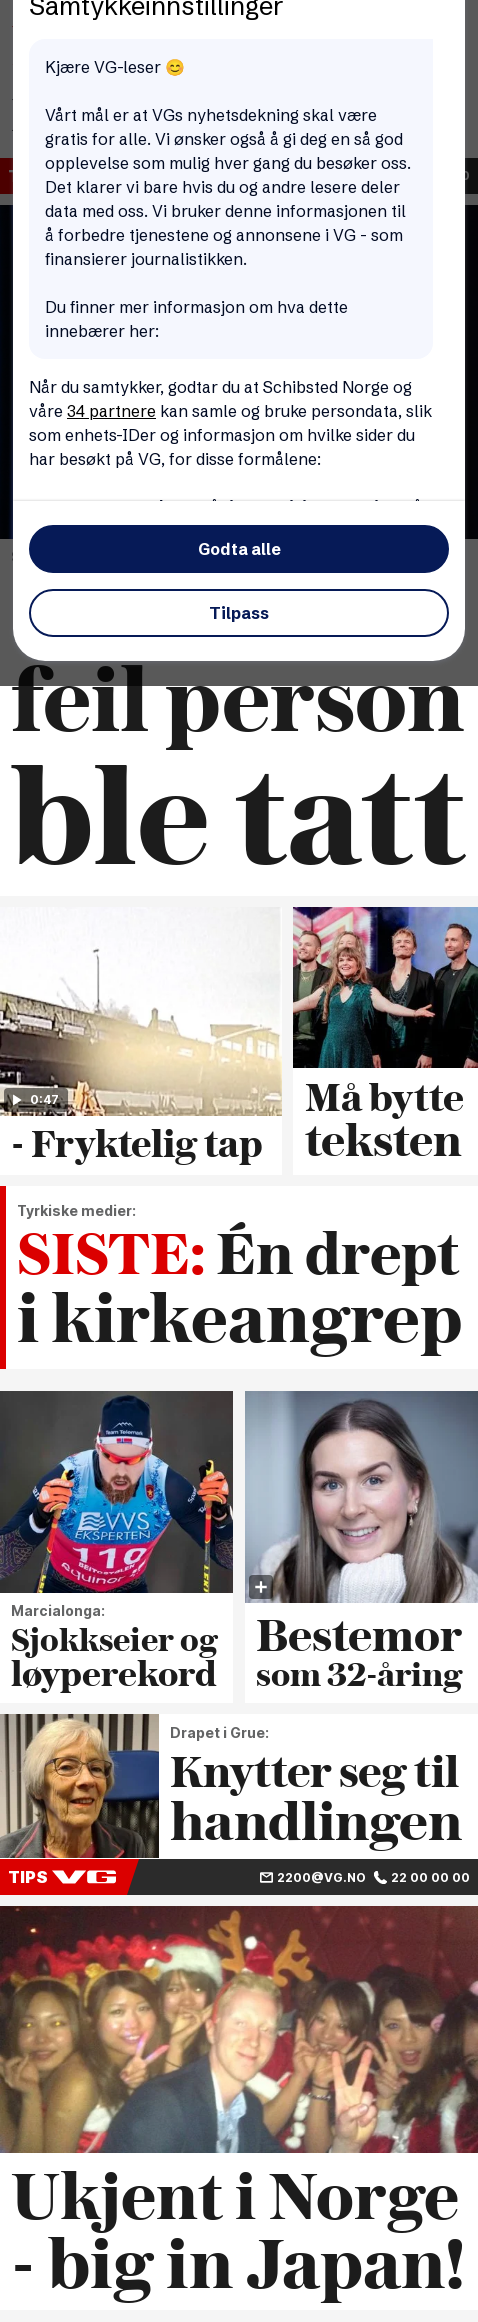 Samtykkeinnstillinger
Kjære VG-leser 😊
Vårt mål er at VGs nyhetsdekning skal være
gratis for alle. Vi ønsker også å gi deg en så god
opplevelse som mulig hver gang du besøker oss.
Det klarer vi bare hvis du og andre lesere deler
data med oss. Vi bruker denne informasjonen til
å forbedre tjenestene og annonsene i VG - som
finansierer journalistikken.
Du finner mer informasjon om hva dette
innebærer her:
Når du samtykker, godtar du at Schibsted Norge og
våre 34 partnere kan samle og bruke persondata, slik
som enhets-IDer og informasjon om hvilke sider du
har besøkt på VG, for disse formålene:
Godta alle
Tilpass
feil person
ble tatt
0:47
- Fryktelig tap
Må bytte
teksten
Tyrkiske medier:
SISTE: Én drept
i kirkeangrep
Team Telemark
VVS
EKSPERTEN
119
BEITOSTØLEN
equinor
Marcialonga:
Sjokkseier og
løyperekord
Bestemor
som 32-åring
Drapet i Grue:
Knytter seg til
handlingen
TIPS VG
2200@VG.NO 22 00 00 00
Ukjent i Norge
- big in Japan!